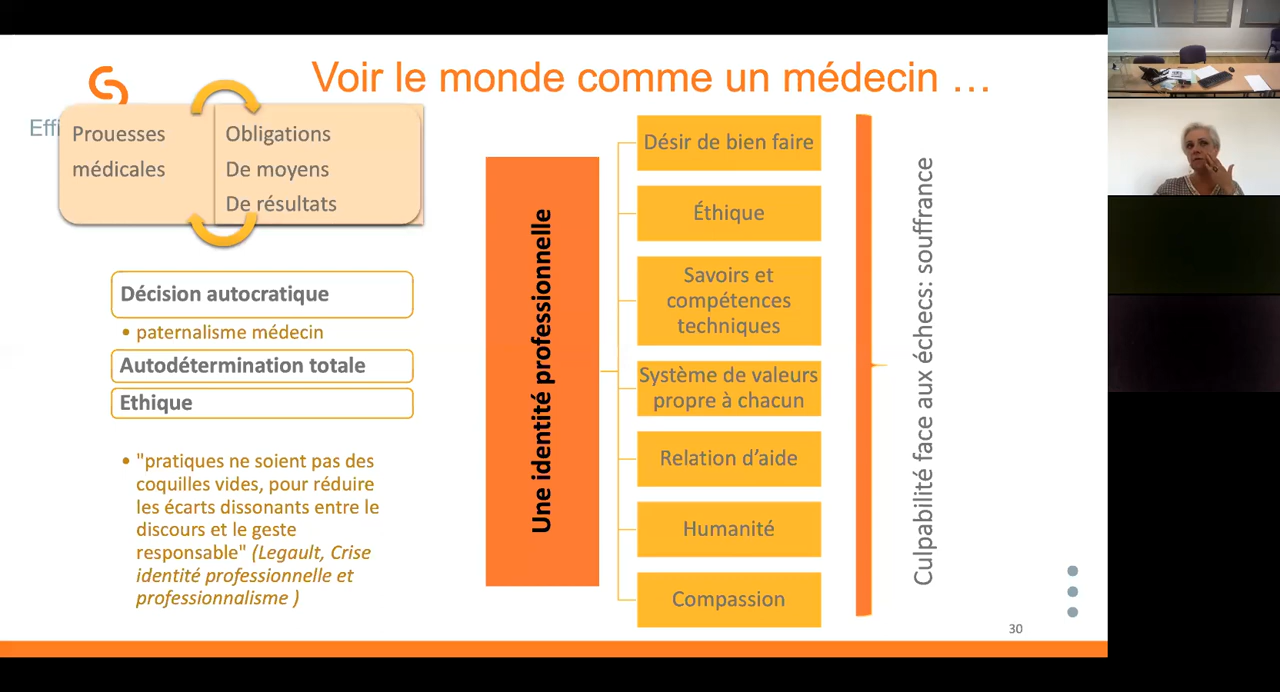 Voir le monde comme un médecin …
Effi
Prouesses
médicales
Obligations
De moyens
De résultats
Décision autocratique
• paternalisme médecin
Autodétermination totale
Ethique
• "pratiques ne soient pas des
coquilles vides, pour réduire
les écarts dissonants entre le
discours et le geste
responsable" (Legault, Crise
identité professionnelle et
professionnalisme )
Une identité professionnelle
Désir de bien faire
Éthique
Savoirs et
compétences
techniques
Système de valeurs
propre à chacun
Relation d’aide
Humanité
Compassion
Culpabilité face aux échecs: souffrance
30